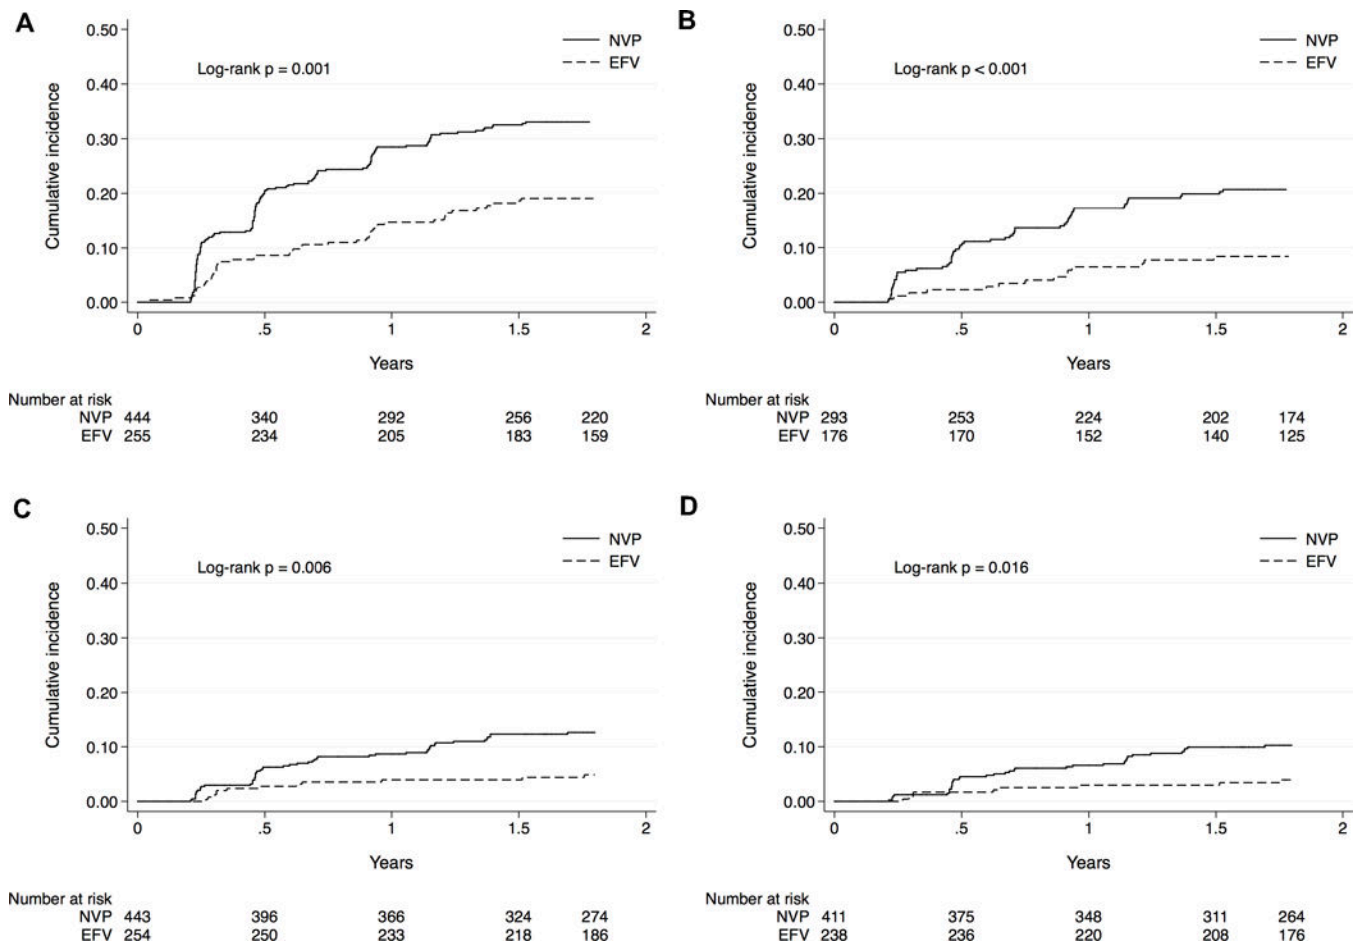 A
Cumulative incidence
0.50
0.40
0.30
0.20
0.10
0.00
NVP
EFV
Log-rank p = 0.001
0 .5 1 1.5 2
Years
Number at risk
NVP 444 340 292 256 220
EFV 255 234 205 183 159
B
Cumulative incidence
0.50
0.40
0.30
0.20
0.10
0.00
NVP
EFV
Log-rank p < 0.001
0 .5 1 1.5 2
Years
Number at risk
NVP 293 253 224 202 174
EFV 176 170 152 140 125
C
Cumulative incidence
0.50
0.40
0.30
0.20
0.10
0.00
NVP
EFV
Log-rank p = 0.006
0 .5 1 1.5 2
Years
Number at risk
NVP 443 396 366 324 274
EFV 254 250 233 218 186
D
Cumulative incidence
0.50
0.40
0.30
0.20
0.10
0.00
NVP
EFV
Log-rank p = 0.016
0 .5 1 1.5 2
Years
Number at risk
NVP 411 375 348 311 264
EFV 238 236 220 208 176